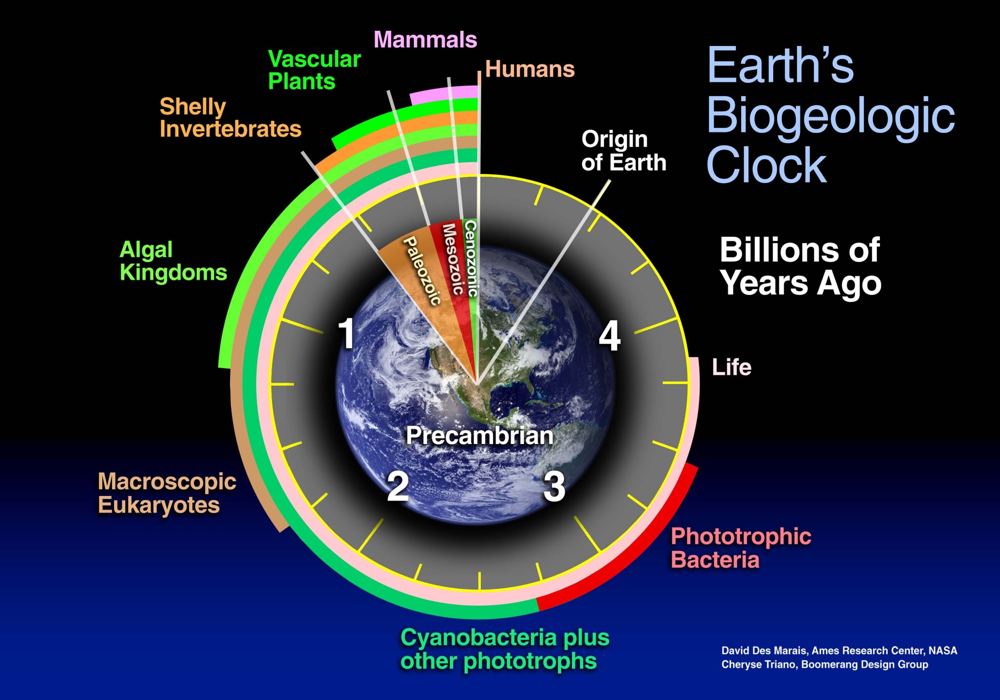 Earth’s
Biogeologic
Clock
Billions of
Years Ago
Mammals
Humans
Vascular
Plants
Shelly
Invertebrates
Origin
of Earth
Algal
Kingdoms
Paleozoic
Mesozoic
Cenozonic
1
4
Life
Precambrian
2
3
Macroscopic
Eukaryotes
Phototrophic
Bacteria
Cyanobacteria plus
other phototrophs
David Des Marais, Ames Research Center, NASA
Cheryse Triano, Boomerang Design Group